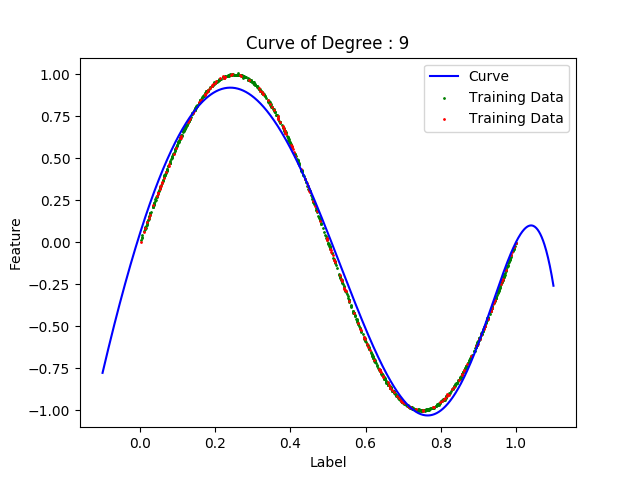 Curve of Degree : 9
Curve
Training Data
Training Data
1.00
0.75
0.50
0.25
0.00
−0.25
−0.50
−0.75
−1.00
Feature
0.0 0.2 0.4 0.6 0.8 1.0
Label